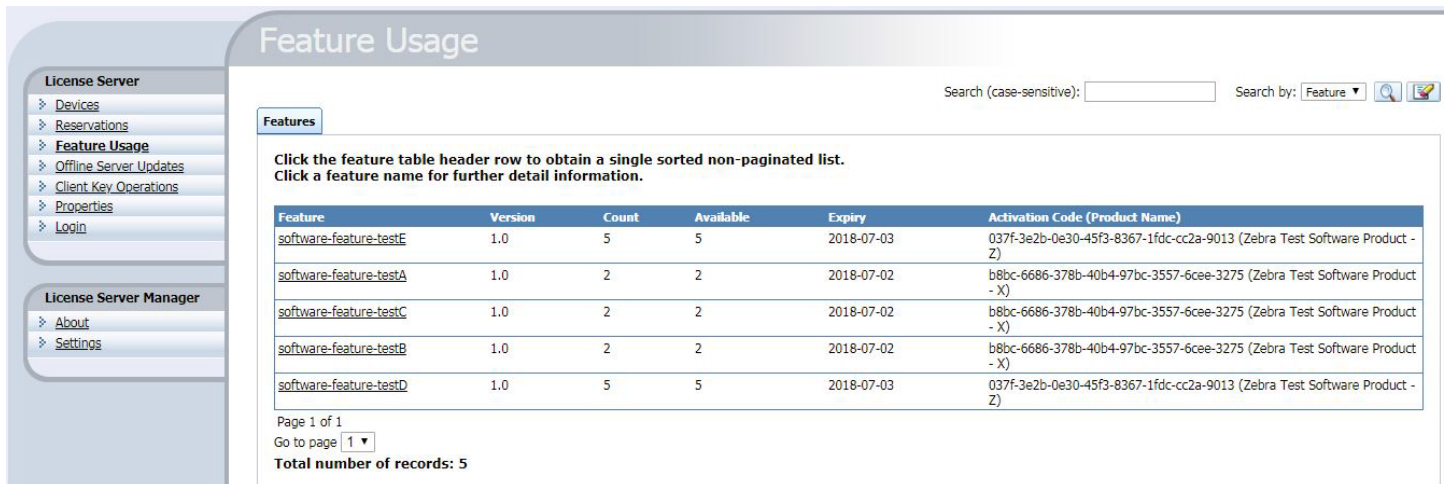 Feature Usage
License Server
Devices
Reservations
Feature Usage
Offline Server Updates
Client Key Operations
Properties
Login
License Server Manager
About
Settings
Search (case-sensitive): Search by: Feature
Features
Click the feature table header row to obtain a single sorted non-paginated list.
Click a feature name for further detail information.
Feature Version Count Available Expiry Activation Code (Product Name)
software-feature-testE 1.0 5 5 2018-07-03 037f-3e2b-0e30-45f3-8367-1fdc-cc2a-9013 (Zebra Test Software Product -
Z)
software-feature-testA 1.0 2 2 2018-07-02 b8bc-6686-378b-40b4-97bc-3557-6cee-3275 (Zebra Test Software Product
- X)
software-feature-testC 1.0 2 2 2018-07-02 b8bc-6686-378b-40b4-97bc-3557-6cee-3275 (Zebra Test Software Product
- X)
software-feature-testB 1.0 2 2 2018-07-02 b8bc-6686-378b-40b4-97bc-3557-6cee-3275 (Zebra Test Software Product
- X)
software-feature-testD 1.0 5 5 2018-07-03 037f-3e2b-0e30-45f3-8367-1fdc-cc2a-9013 (Zebra Test Software Product -
Z)
Page 1 of 1
Go to page 1
Total number of records: 5